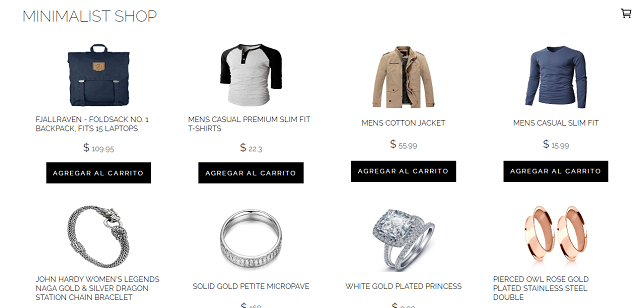 MINIMALIST SHOP
FJALLRAVEN - FOLDSACK NO. 1
BACKPACK, FITS 15 LAPTOPS
$ 109.95
AGREGAR AL CARRITO
MENS CASUAL PREMIUM SLIM FIT
T-SHIRTS
$ 22.3
AGREGAR AL CARRITO
MENS COTTON JACKET
$ 55.99
AGREGAR AL CARRITO
MENS CASUAL SLIM FIT
$ 15.99
AGREGAR AL CARRITO
JOHN HARDY WOMEN'S LEGENDS
NAGA GOLD & SILVER DRAGON
STATION CHAIN BRACELET
SOLID GOLD PETITE MICROPAVE
$
WHITE GOLD PLATED PRINCESS
$
PIERCED OWL ROSE GOLD
PLATED STAINLESS STEEL
DOUBLE